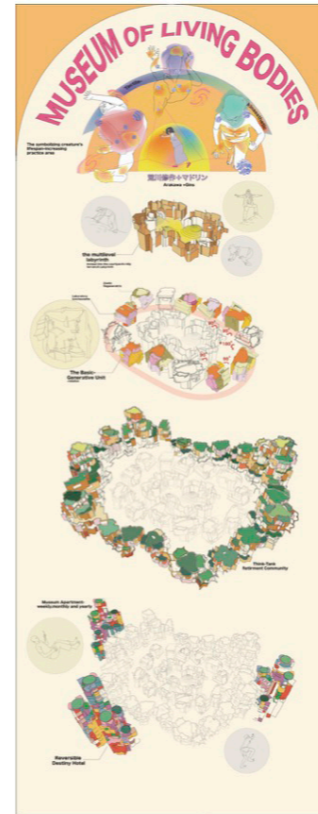 MUSEUM OF LIVING BODIES
The symbolizing creature's
lifespan-increasing
practice area
荒川修作+マドリン
Arakawa +Gins
the multilevel
labyrinth
The Basic-
Generative Unit
Think-Tank
Retirement Community
Museum Apartment-
weekly,monthly and yearly
Reversible
Destiny Hotel